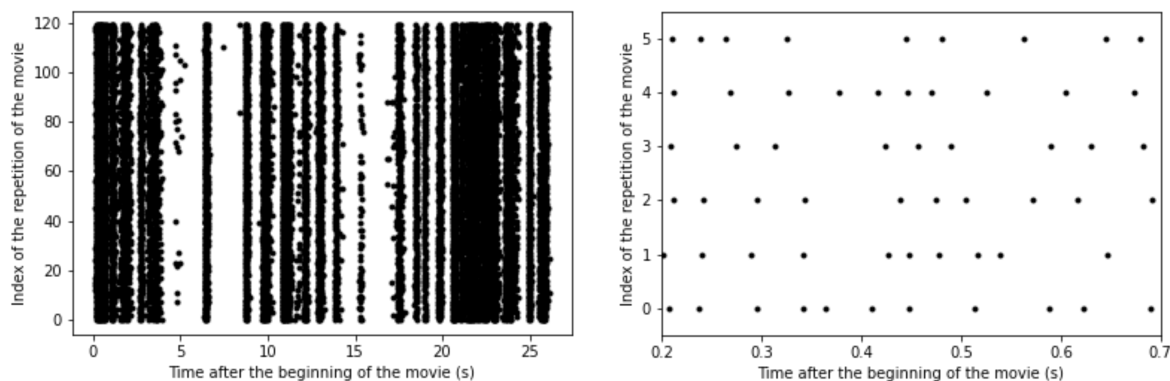 120
100
80
60
40
20
0
Index of the repetition of the movie
0 5 10 15 20 25
Time after the beginning of the movie (s)
5
4
3
2
1
0
Index of the repetition of the movie
0.2 0.3 0.4 0.5 0.6 0.7
Time after the beginning of the movie (s)